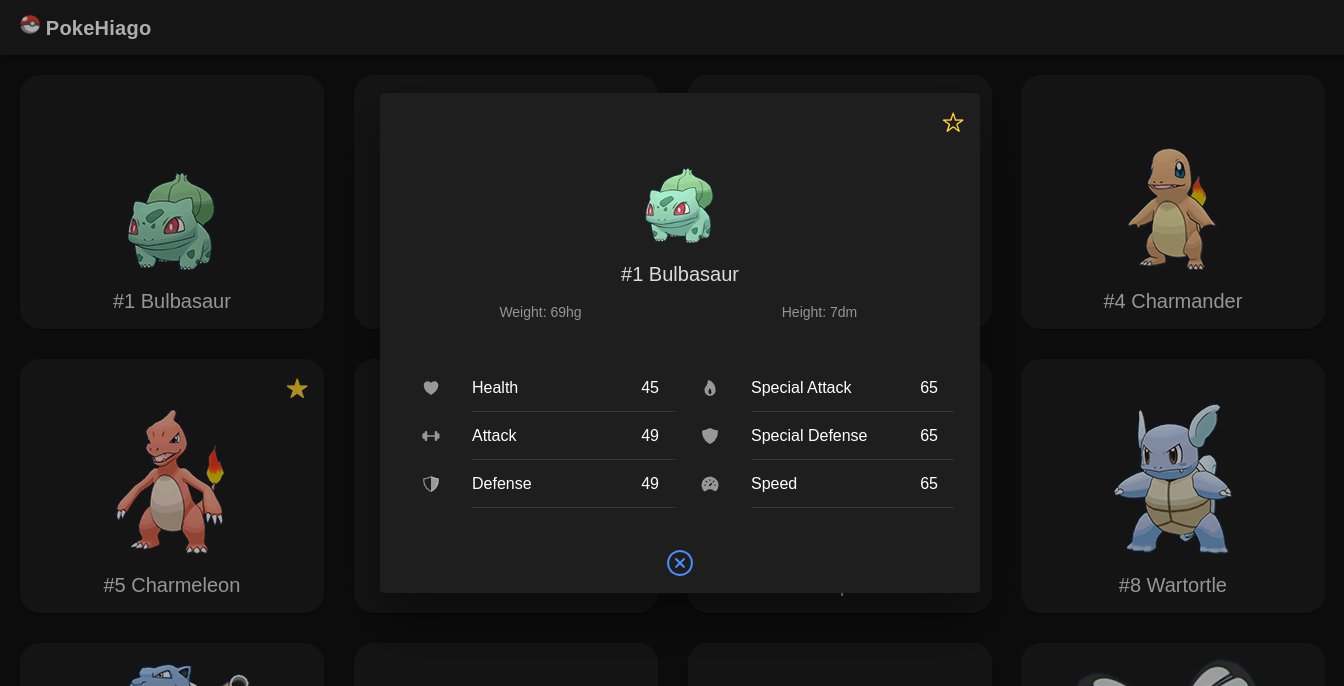 PokeHiago
#1 Bulbasaur
#4 Charmander
#1 Bulbasaur
Weight: 69hg
Height: 7dm
Health 45
Special Attack 65
Attack 49
Special Defense 65
Defense 49
Speed 65
#5 Charmeleon
#8 Wartortle